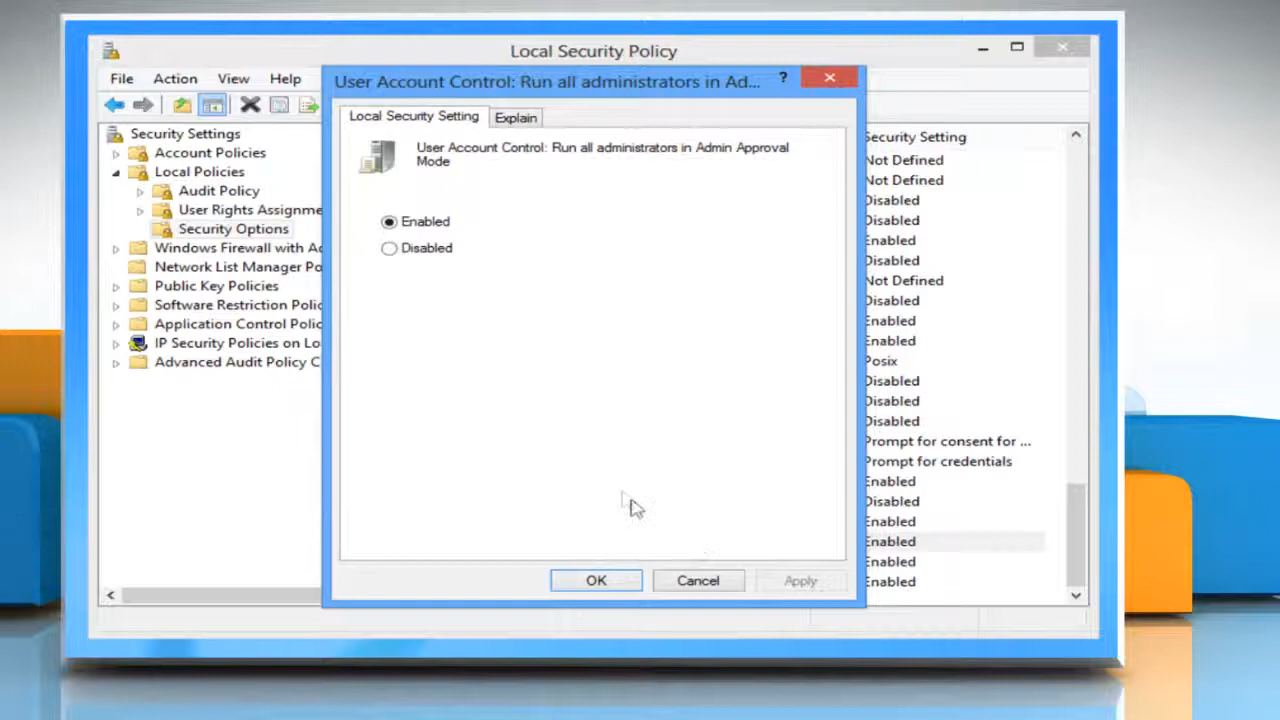 Local Security Policy
File Action View Help
User Account Control: Run all administrators in Ad... ?
Local Security Setting Explain
User Account Control: Run all administrators in Admin Approval
Mode
Enabled
Disabled
OK Cancel Apply
Security Settings
Account Policies
Local Policies
Audit Policy
User Rights Assignme
Security Options
Windows Firewall with Ad
Network List Manager Po
Public Key Policies
Software Restriction Polic
Application Control Polic
IP Security Policies on Lo
Advanced Audit Policy C
Security Setting
Not Defined
Not Defined
Disabled
Disabled
Enabled
Disabled
Not Defined
Disabled
Enabled
Enabled
Posix
Disabled
Disabled
Disabled
Prompt for consent for ...
Prompt for credentials
Enabled
Disabled
Enabled
Enabled
Enabled
Enabled